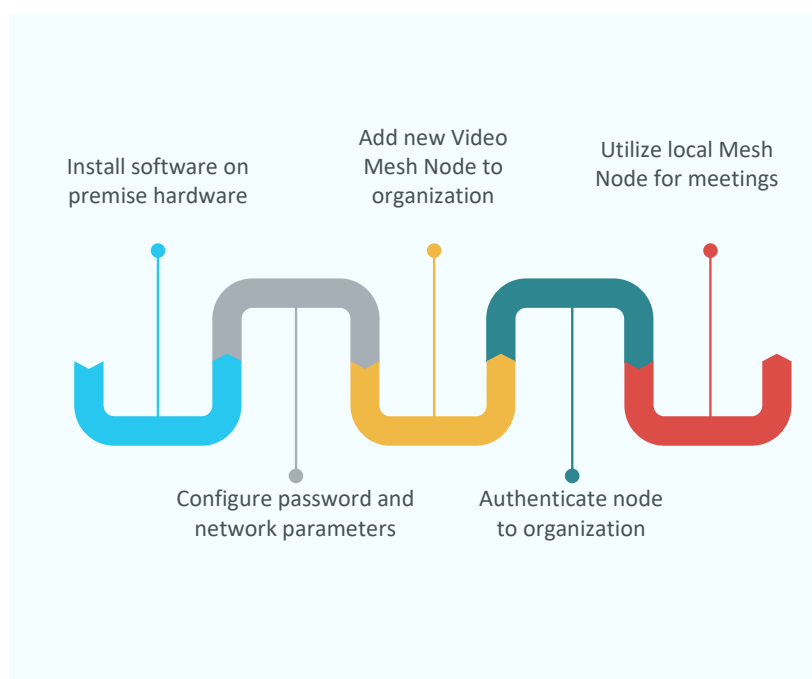 Install software on
premise hardware
Configure password and
network parameters
Add new Video
Mesh Node to
organization
Authenticate node
to organization
Utilize local Mesh
Node for meetings